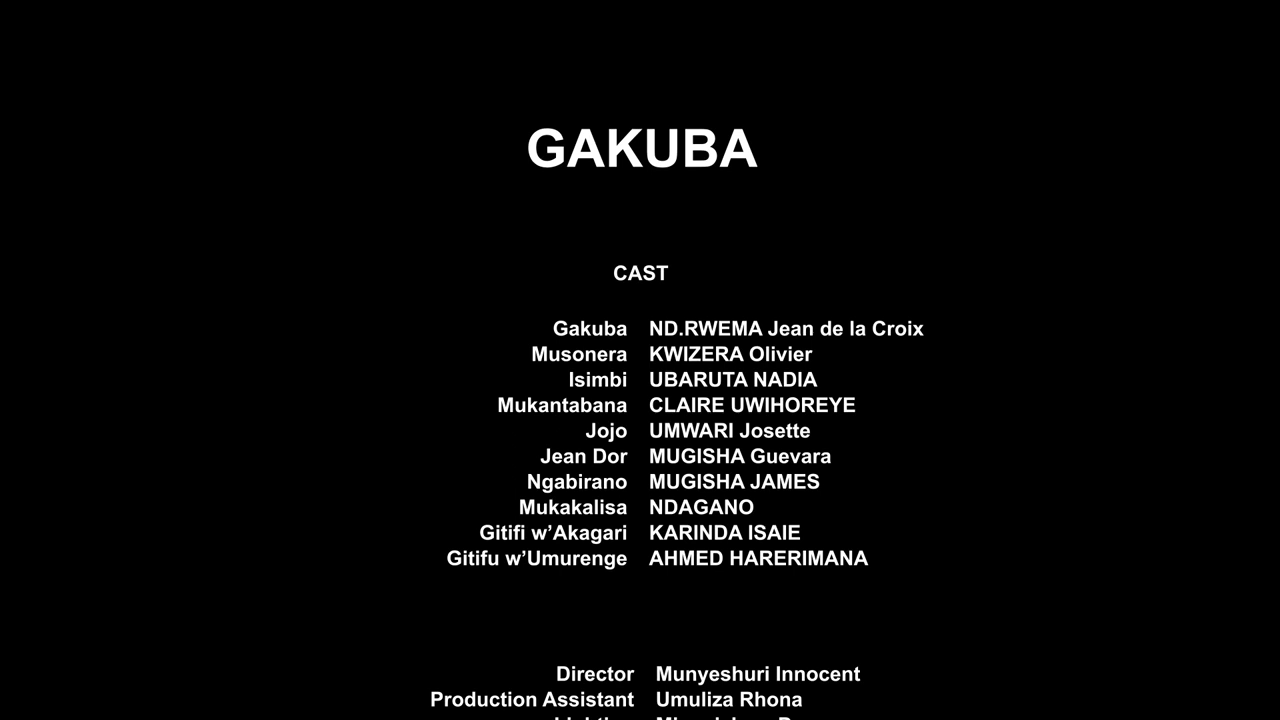 GAKUBA
CAST
Gakuba ND.RWEMA Jean de la Croix
Musonera KWIZERA Olivier
Isimbi UBARUTA NADIA
Mukantabana CLAIRE UWIHOREYE
Jojo UMWARI Josette
Jean Dor MUGISHA Guevara
Ngabirano MUGISHA JAMES
Mukakalisa NDAGANO
Gitifi w’Akagari KARINDA ISAIE
Gitifu w’Umurenge AHMED HARERIMANA
Director Munyeshuri Innocent
Production Assistant Umuliza Rhona